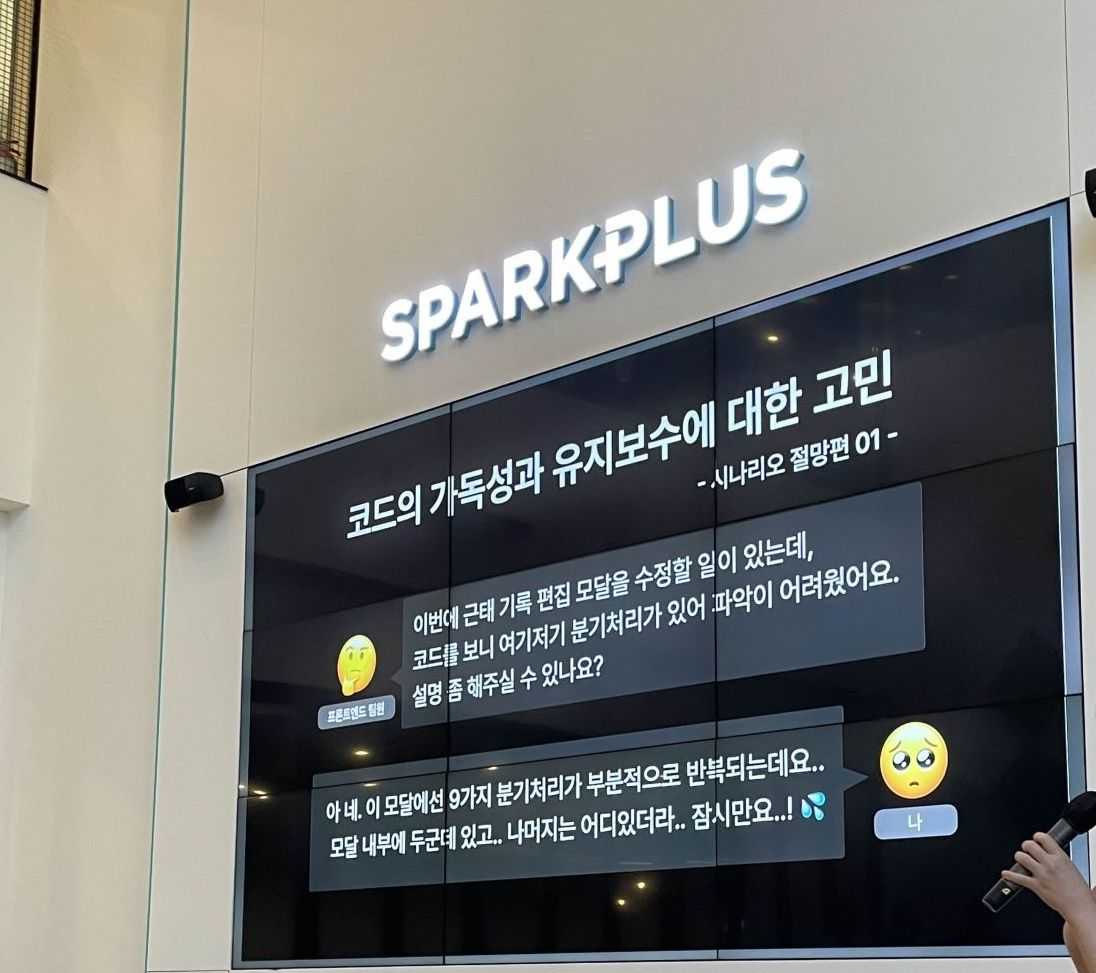 SPARKPLUS
코드의 가독성과 유지보수에 대한 고민
- 시나리오 절망편 01 -
이번에 근태 기록 편집 모달을 수정할 일이 있는데,
코드를 보니 여기저기 분기처리가 있어 파악이 어려웠어요.
설명 좀 해주실 수 있나요?
프론트엔드 팀원
아 네. 이 모달에선 9가지 분기처리가 부분적으로 반복되는데요..
모달 내부에 두군데 있고.. 나머지는 어디있더라.. 잠시만요..! 💦
나